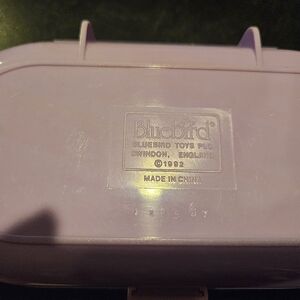 Bluebird®
BLUEBIRD TOYS PLC
SWINDON, ENGLAND
©1992
MADE IN CHINA